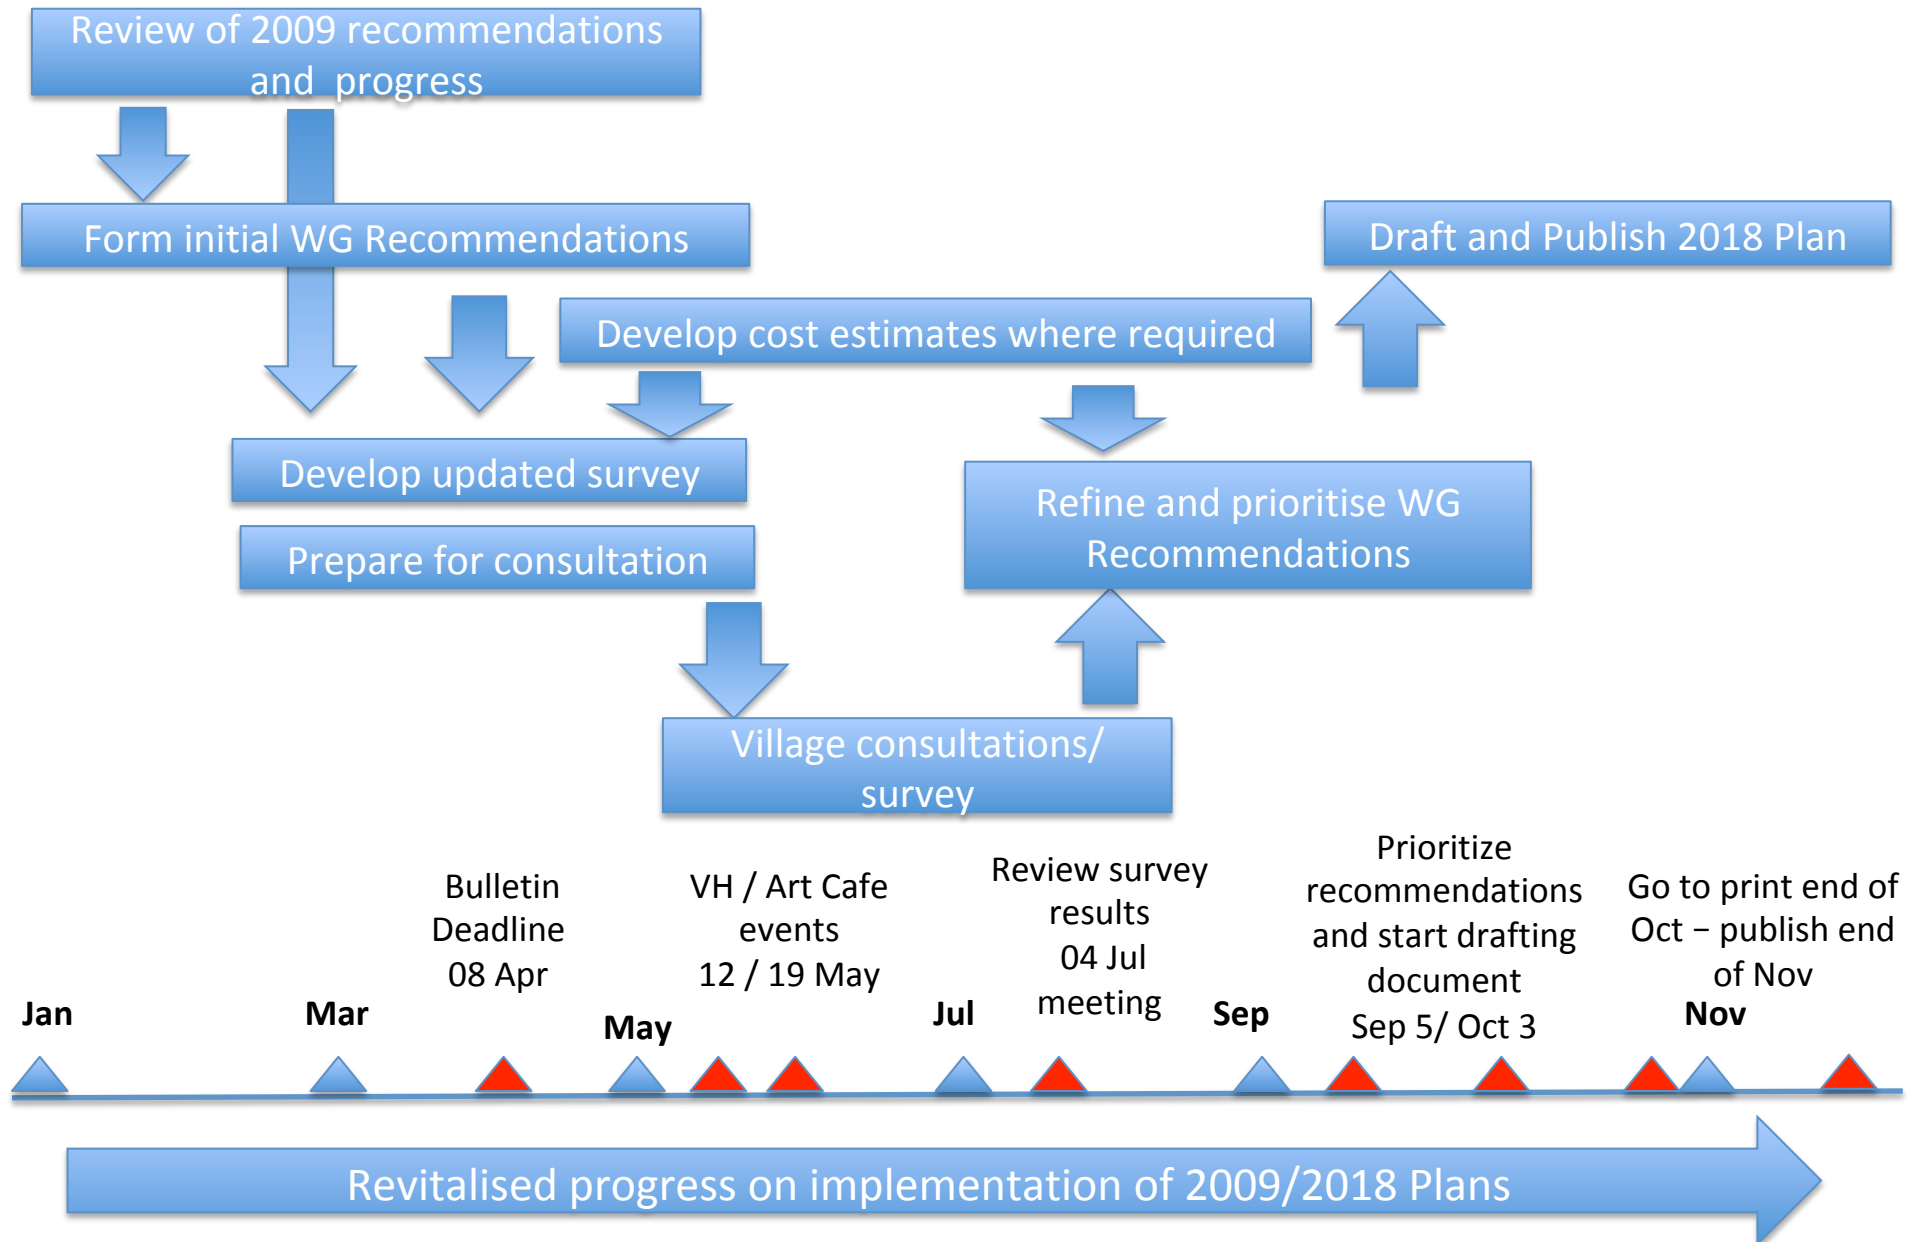 Review of 2009 recommendations
and progress
Form initial WG Recommendations
Draft and Publish 2018 Plan
Develop cost estimates where required
Develop updated survey
Prepare for consultation
Refine and prioritise WG
Recommendations
Village consultations/
survey
Bulletin
Deadline
08 Apr
VH / Art Cafe
events
12 / 19 May
Review survey
results
04 Jul
meeting
Prioritize
recommendations
and start drafting
document
Sep 5/ Oct 3
Go to print end of
Oct – publish end
of Nov
Jan
Mar
May
Jul
Sep
Nov
Revitalised progress on implementation of 2009/2018 Plans